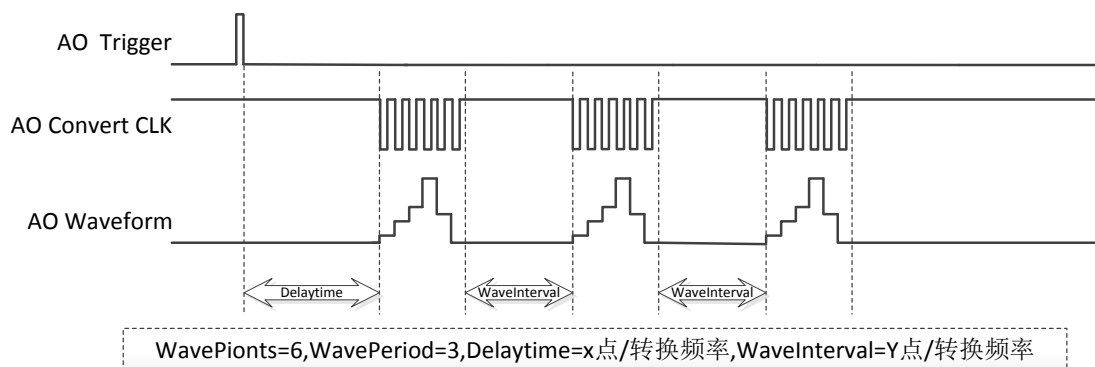 AO Trigger
AO Convert CLK
AO Waveform
Delaytime
WaveInterval
WaveInterval
WavePionts=6,WavePeriod=3,Delaytime=x点/转换频率,WaveInterval=Y点/转换频率